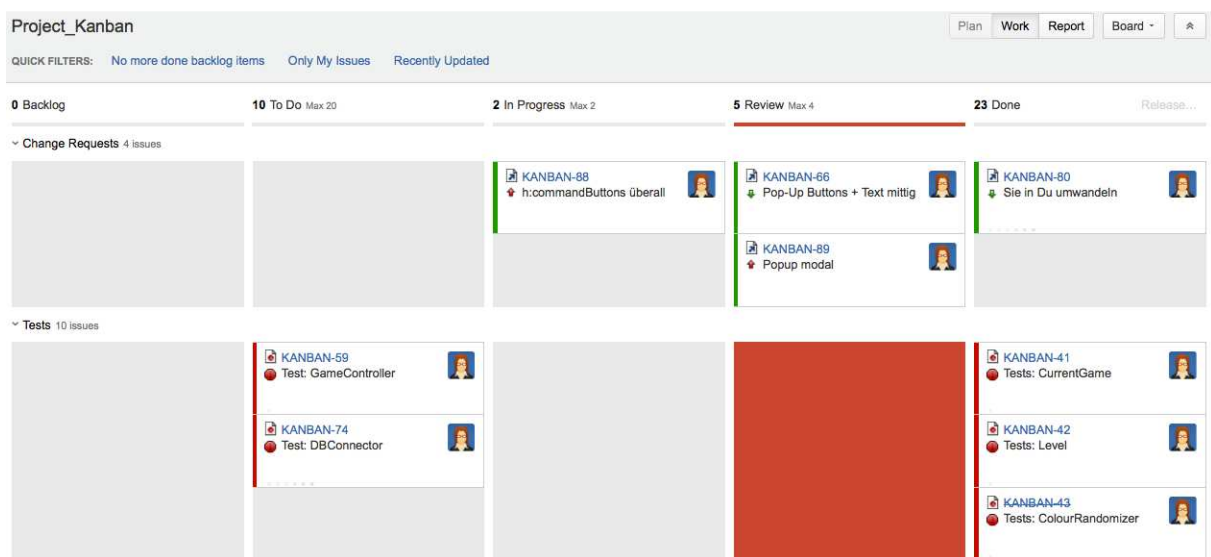 Project_Kanban
Plan Work Report Board
QUICK FILTERS: No more done backlog items Only My Issues Recently Updated
0 Backlog 10 To Do Max 20 2 In Progress Max 2 5 Review Max 4 23 Done Release...
Change Requests 4 issues
KANBAN-88
h:commandButtons überall
KANBAN-66
Pop-Up Buttons + Text mittig
KANBAN-89
Popup modal
KANBAN-80
Sie in Du umwandeln
Tests 10 issues
KANBAN-59
Test: GameController
KANBAN-74
Test: DBConnector
KANBAN-41
Tests: CurrentGame
KANBAN-42
Tests: Level
KANBAN-43
Tests: ColourRandomizer